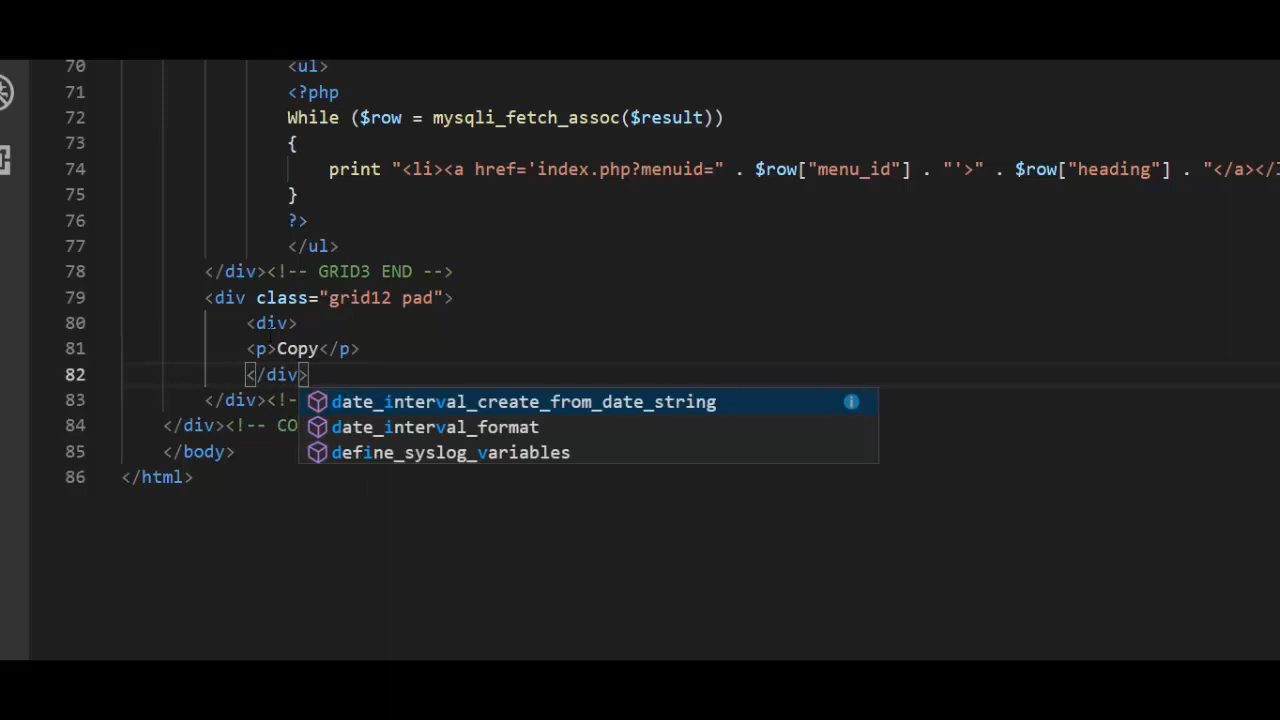 70 <ul>
71 <?php
72 While ($row = mysqli_fetch_assoc($result))
73 {
74 print "<li><a href='index.php?menuid=" . $row["menu_id"] . "'>" . $row["heading"] . "</a></
75 }
76 ?>
77 </ul>
78 </div><!-- GRID3 END -->
79 <div class="grid12 pad">
80 <div>
81 <p>Copy</p>
82 </div>
date_interval_create_from_date_string
83 </div><!-
date_interval_format
84 </div><!-- CO
define_syslog_variables
85 </body>
86 </html>